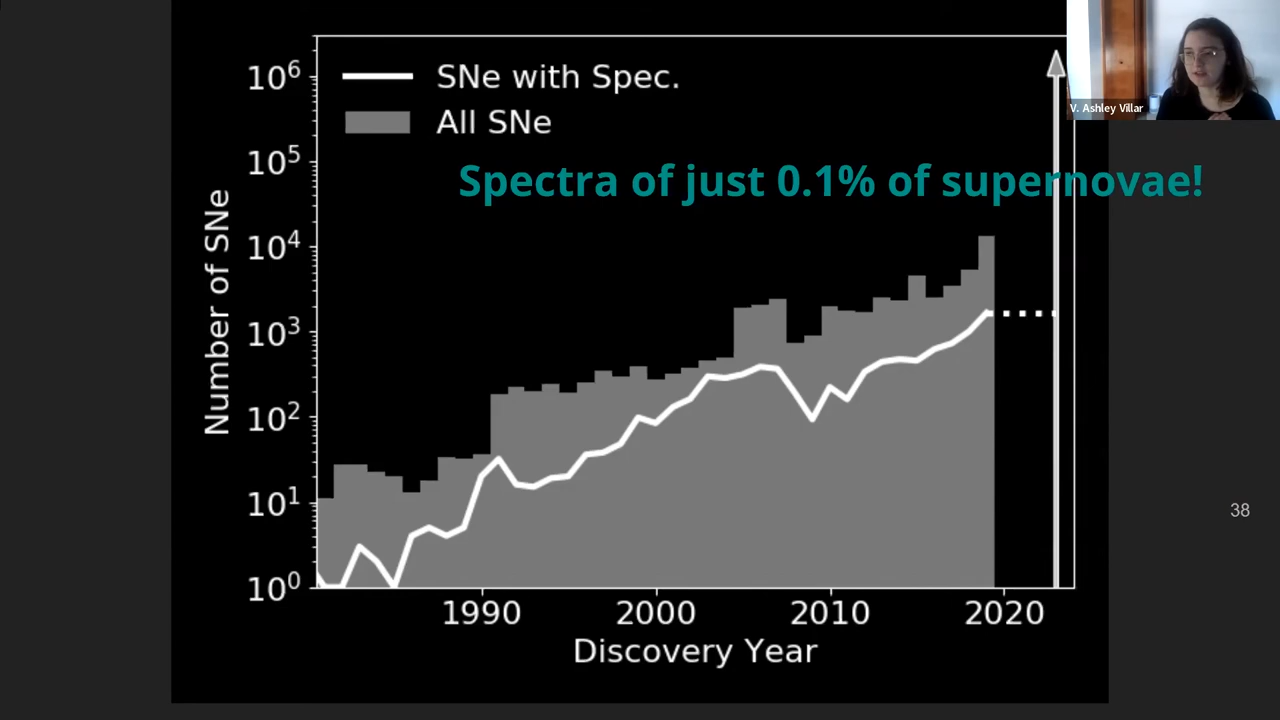 V. Ashley Villar
SNe with Spec.
All SNe
Spectra of just 0.1% of supernovae!
Number of SNe
10⁶
10⁵
10⁴
10³
10²
10¹
10⁰
1990 2000 2010 2020
Discovery Year
38